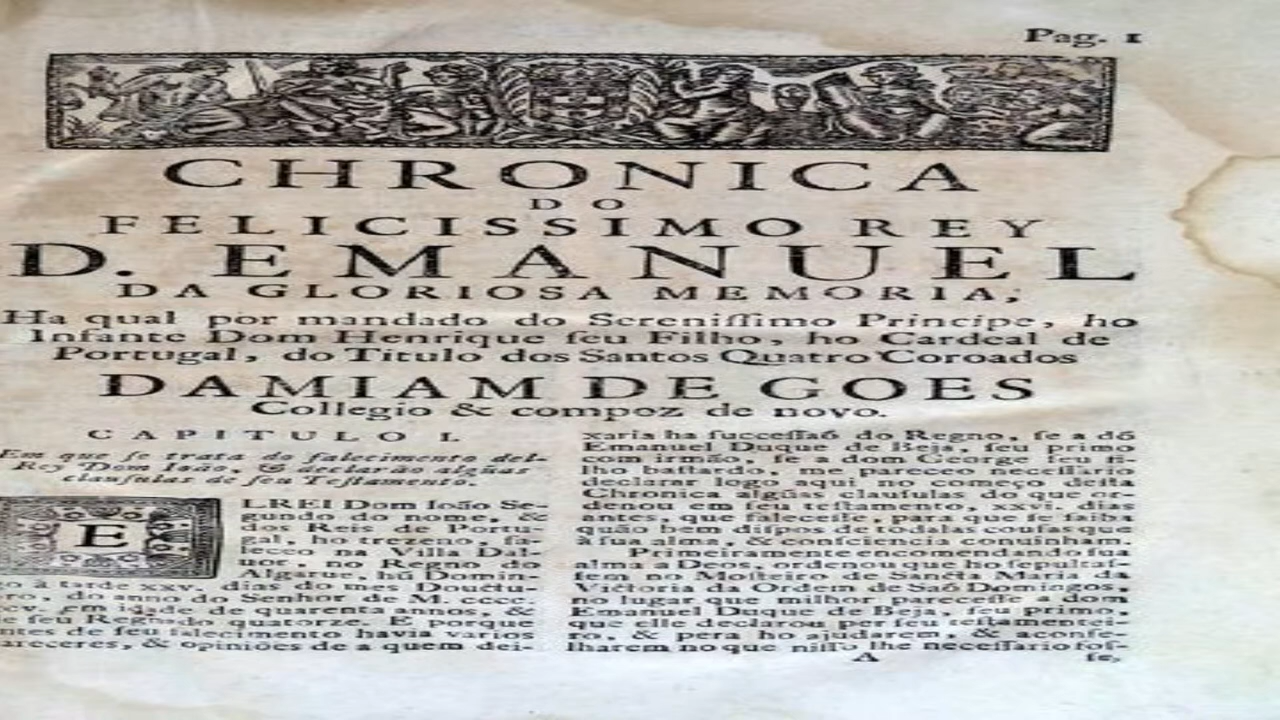 Pag. 1
CHRONICA
DO
FELICISSIMO REY
D. EMANUEL
DA GLORIOSA MEMORIA,
Ha qual por mandado do Sereniſſimo Principe, ho
Infante Dom Henrique ſeu Filho, ho Cardeal de
Portugal, do Titulo dos Santos Quatro Coroados
DAMIAM DE GOES
Collegio & compoz de novo.
CAPITULO I.
Em que ſe trata do falecimento del-
Rey Dom Ioão, & declarão algũas
clauſulas de ſeu Teſtamento.
ELREI Dom Ioão Se-
gundo do nome, &
dos Reis de Portu-
gal, ho trezeno, fa-
leceo na Villa Dal-
uor, no Regno do
Algarue, hũ Domin-
go à tarde xxv. dias do mes Douctu-
ro, do anno do Senhor de M. cccc.
xcv. em idade de quarenta annos, &
de ſeu Regnado quatorze. E porque
antes de ſeu falecimento havia varios
pareceres, & opiniões de a quem dei-
xaria ha ſucceſſaõ do Regno, ſe a dõ
Emanuel Duque de Beja, ſeu primo
com irmão, ſe a dom George ſeu fi-
lho baſtardo, me pareceo neceſſario
declarar logo aqui no começo deſta
Chronica algũas clauſulas do que or-
denou em ſeu teſtamento, xxvi. dias
antes, que faleceſſe, para que ſe ſaiba
quão bem diſpos de todalas couſas que
à ſua alma, & conſciencia convinham.
Primeiramente encomendando ſua
alma a Deos, ordenou que ho ſepultaſ-
ſem no Moſteiro de Sancta Maria da
Victoria da Ordem de Saõ Domingos,
no lugar que milhor pareceſſe a dom
Emanuel Duque de Beja, ſeu primo,
que elle declarou per ſeu teſtamentei-
ro, & pera ho ajudarem, & aconſe-
lharem no que niſſo lhe neceſſario foſ-
A ſe,